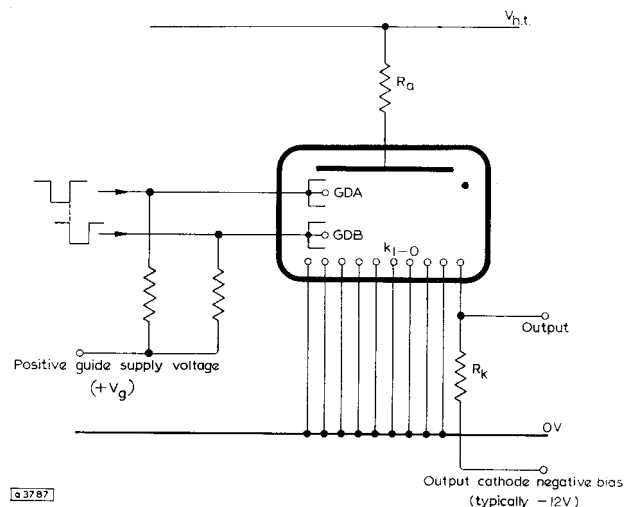 Vh.t.
Ra
GDA
GDB
k1-0
Output
Positive guide supply voltage
(+Vg)
Rk
0V
Output cathode negative bias
(typically -12V)
a 3787